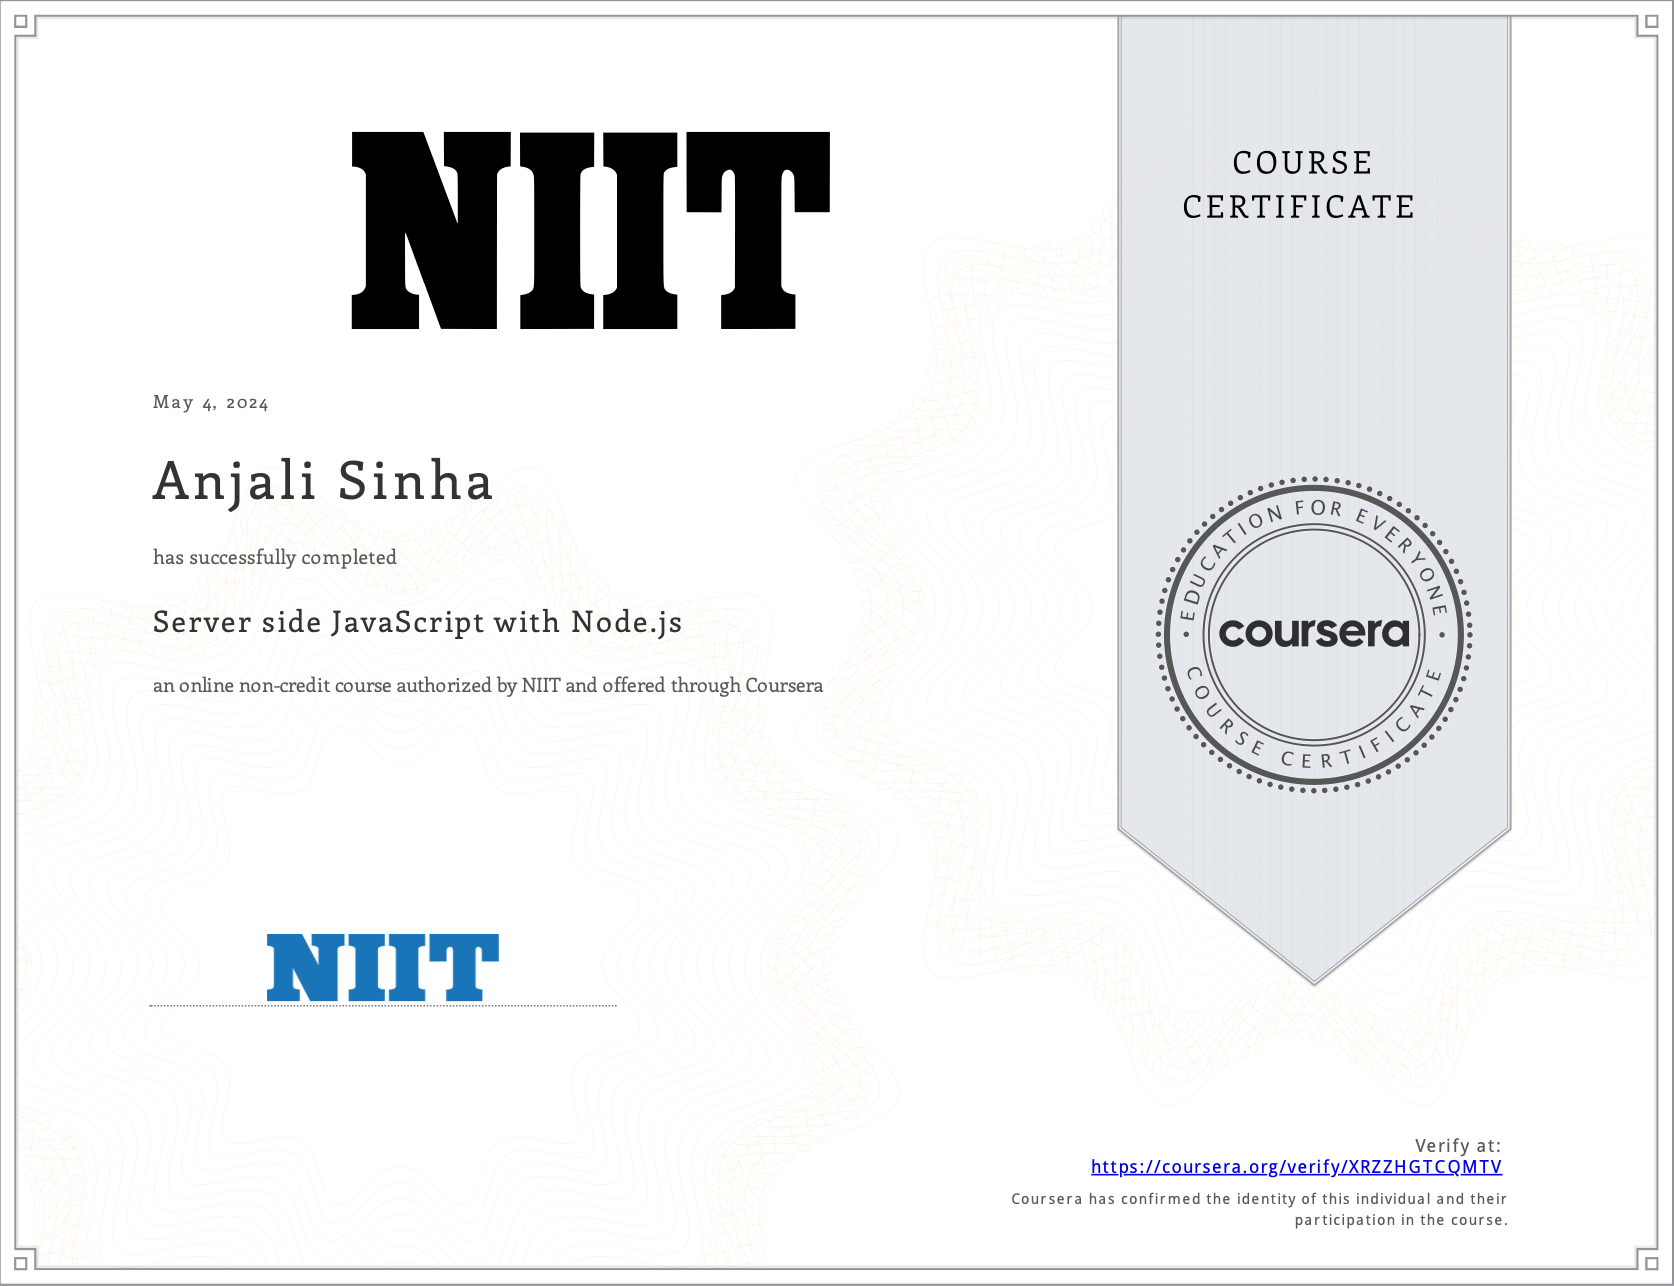 NIIT
COURSE
CERTIFICATE
May 4, 2024
Anjali Sinha
has successfully completed
Server side JavaScript with Node.js
an online non-credit course authorized by NIIT and offered through Coursera
EDUCATION FOR EVERYONE
coursera
COURSE CERTIFICATE
NIIT
Verify at:
https://coursera.org/verify/XRZZHGTCQMTV
Coursera has confirmed the identity of this individual and their
participation in the course.